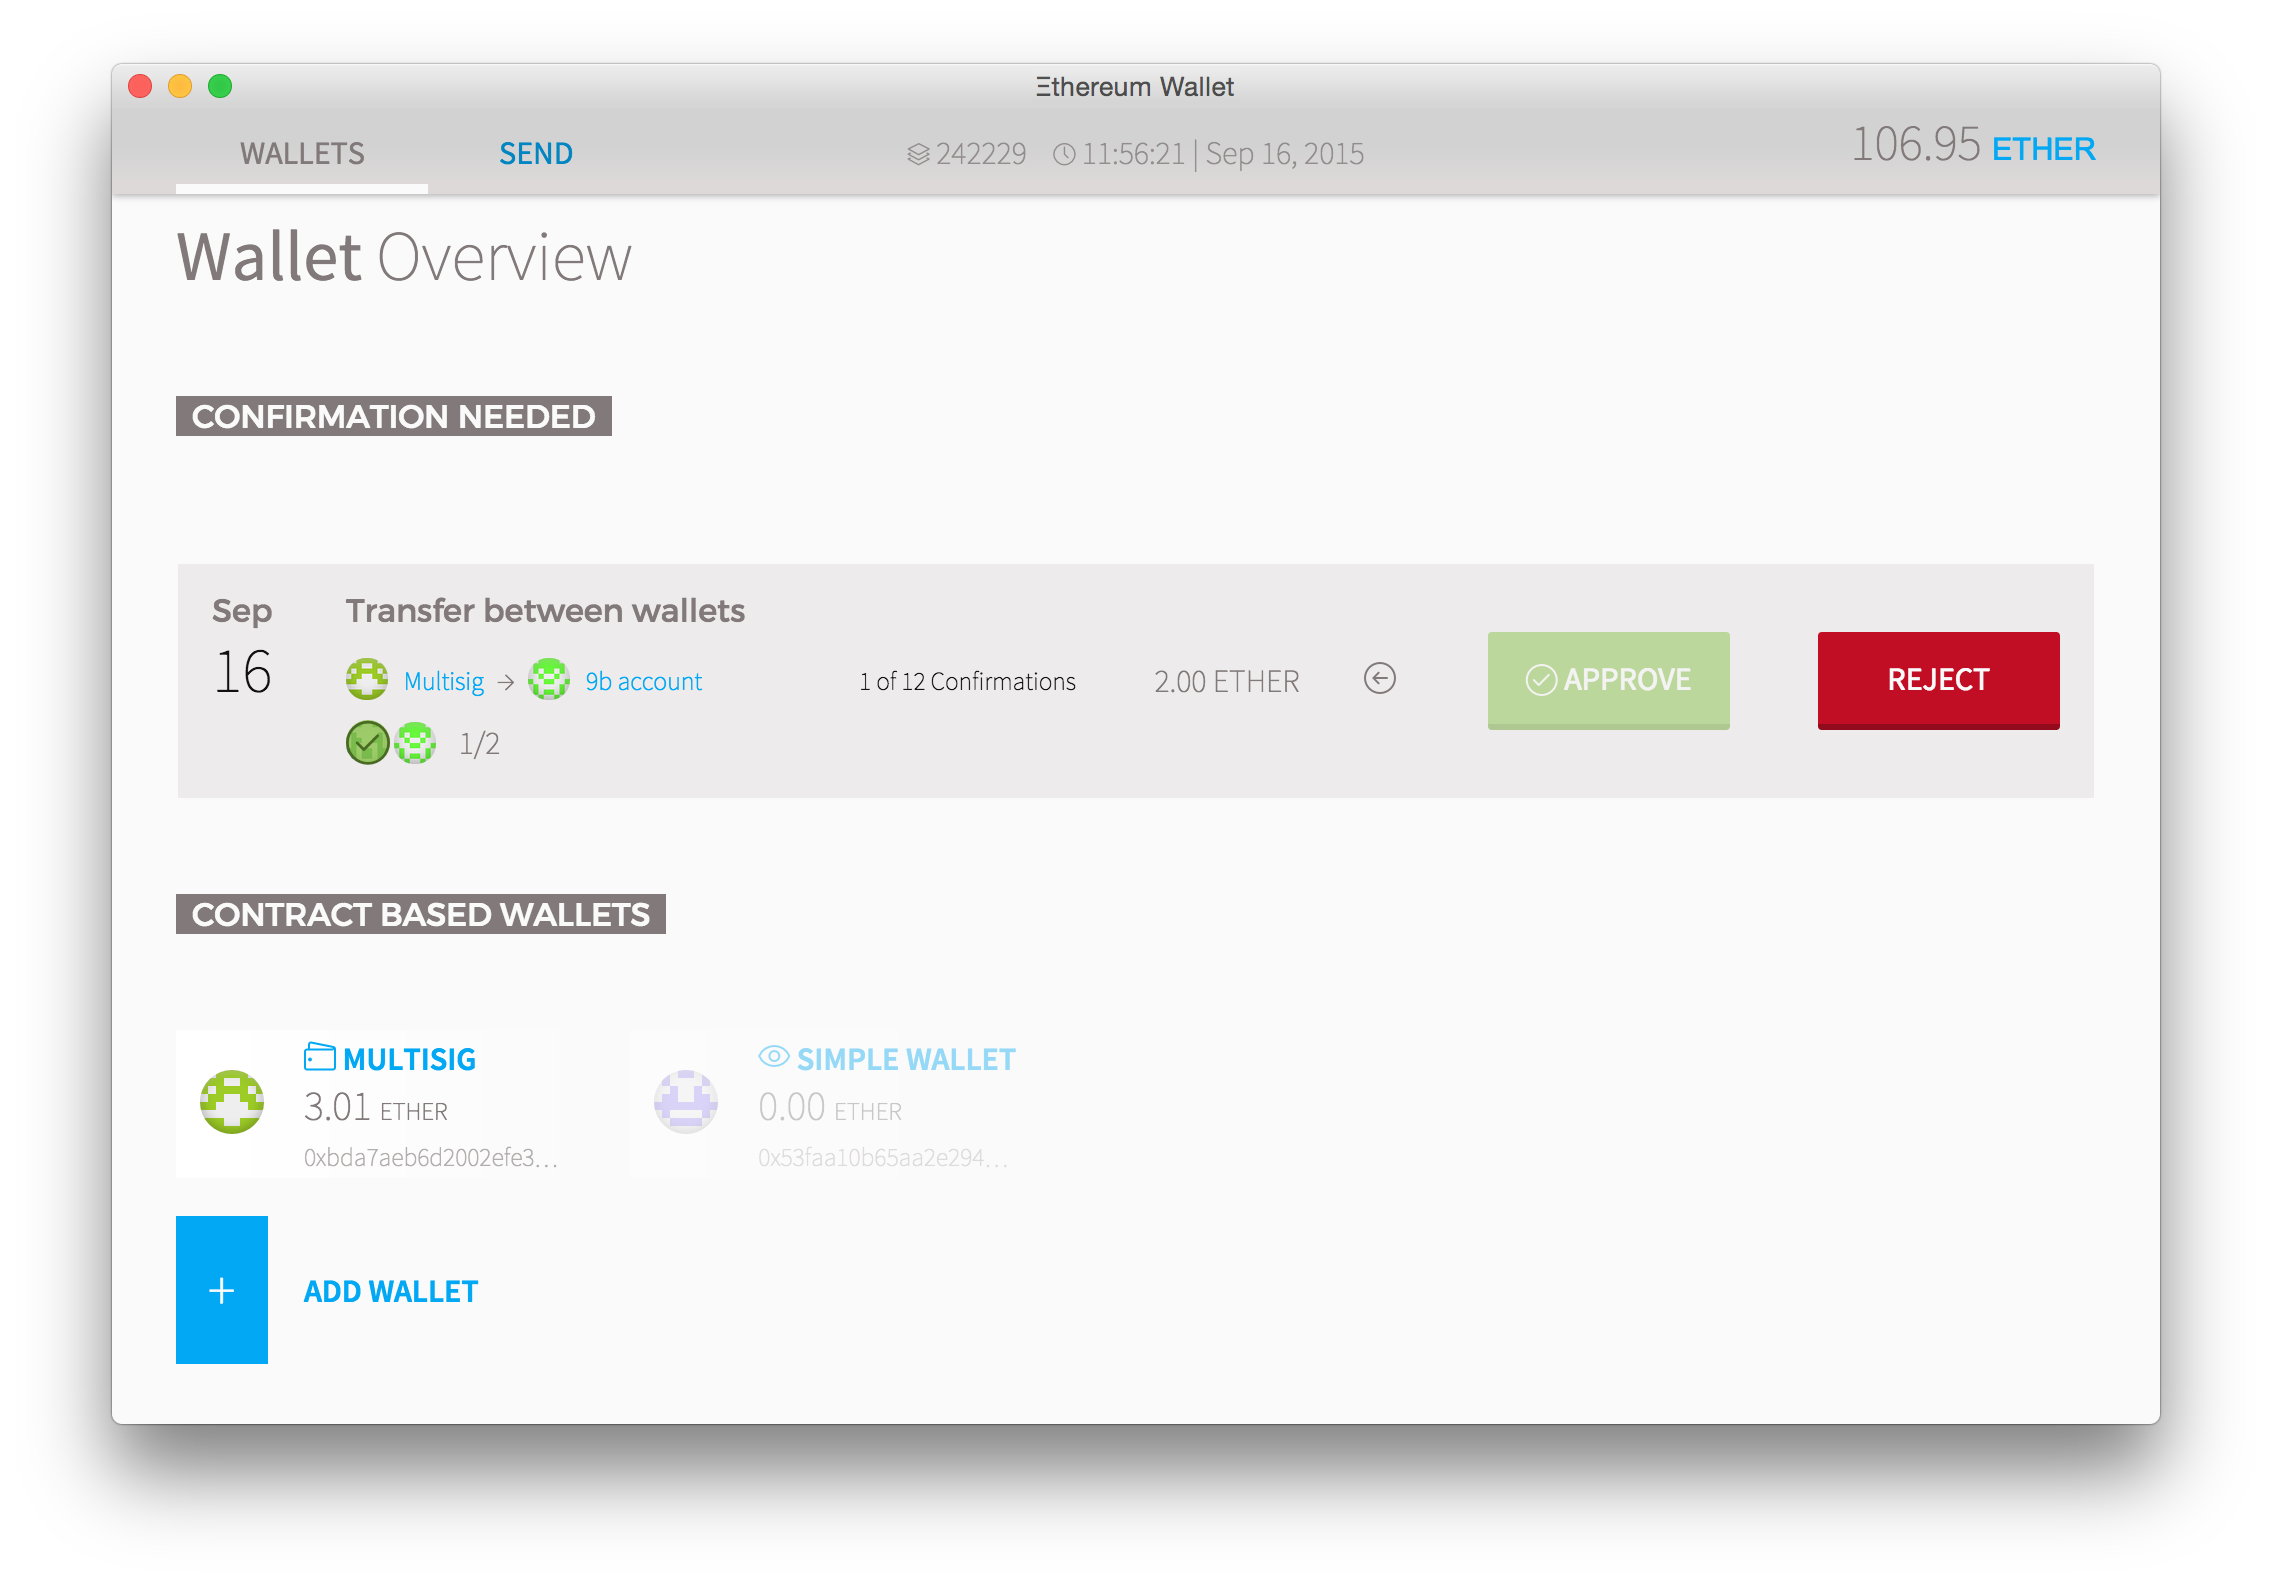 Ξthereum Wallet
WALLETS SEND 242229 11:56:21 | Sep 16, 2015 106.95 ETHER
Wallet Overview
CONFIRMATION NEEDED
Sep Transfer between wallets
16 Multisig → 9b account 1 of 12 Confirmations 2.00 ETHER APPROVE REJECT
1/2
CONTRACT BASED WALLETS
MULTISIG
3.01 ETHER
0xbda7aeb6d2002efe3...
SIMPLE WALLET
0.00 ETHER
0x53faa10b65aa2e294...
+ ADD WALLET